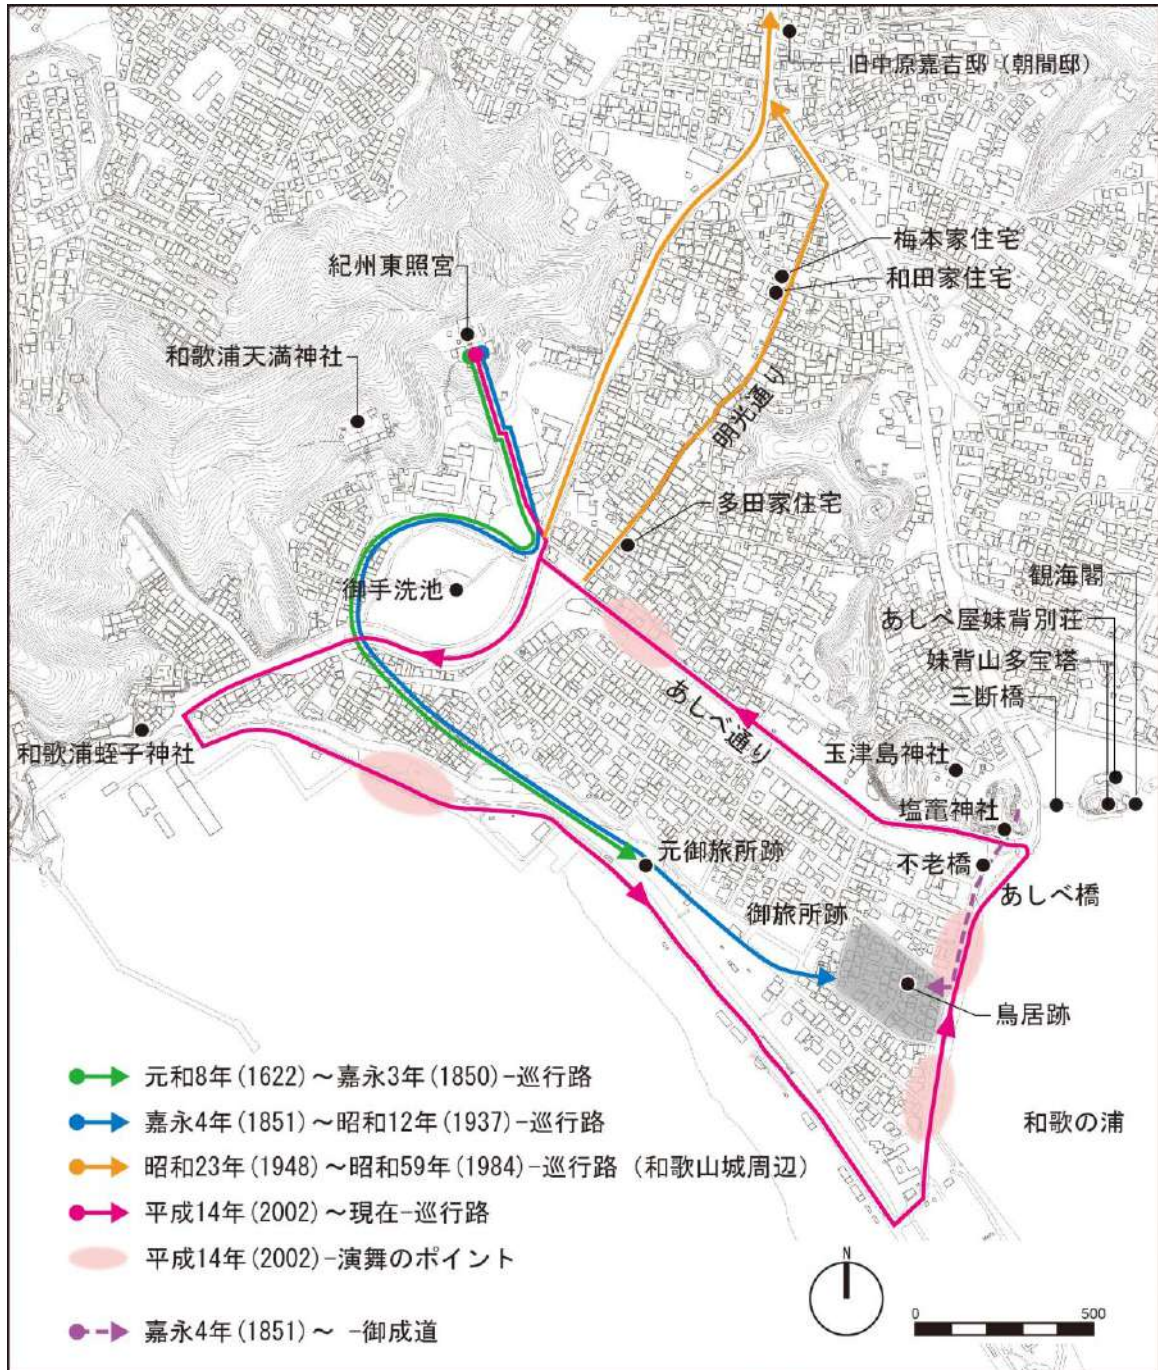 旧中原嘉吉邸（朝間邸）
梅本家住宅
紀州東照宮
和田家住宅
和歌浦天満神社
明光通り
多田家住宅
観海閣
御手洗池
あしべ屋妹背別荘
妹背山多宝塔
三断橋
あしべ通り
和歌浦蛭子神社
玉津島神社
塩竈神社
元御旅所跡
不老橋
あしべ橋
御旅所跡
鳥居跡
元和8年(1622)～嘉永3年(1850)-巡行路
嘉永4年(1851)～昭和12年(1937)-巡行路
和歌の浦
昭和23年(1948)～昭和59年(1984)-巡行路（和歌山城周辺）
平成14年(2002)～現在-巡行路
平成14年(2002)-演舞のポイント
N
0 500
嘉永4年(1851)～ -御成道